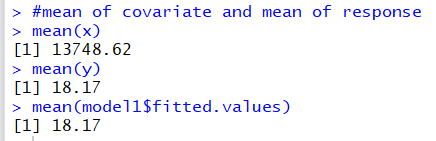 > #mean of covariate and mean of response
> mean(x)
[1] 13748.62
> mean(y)
[1] 18.17
> mean(model1$fitted.values)
[1] 18.17